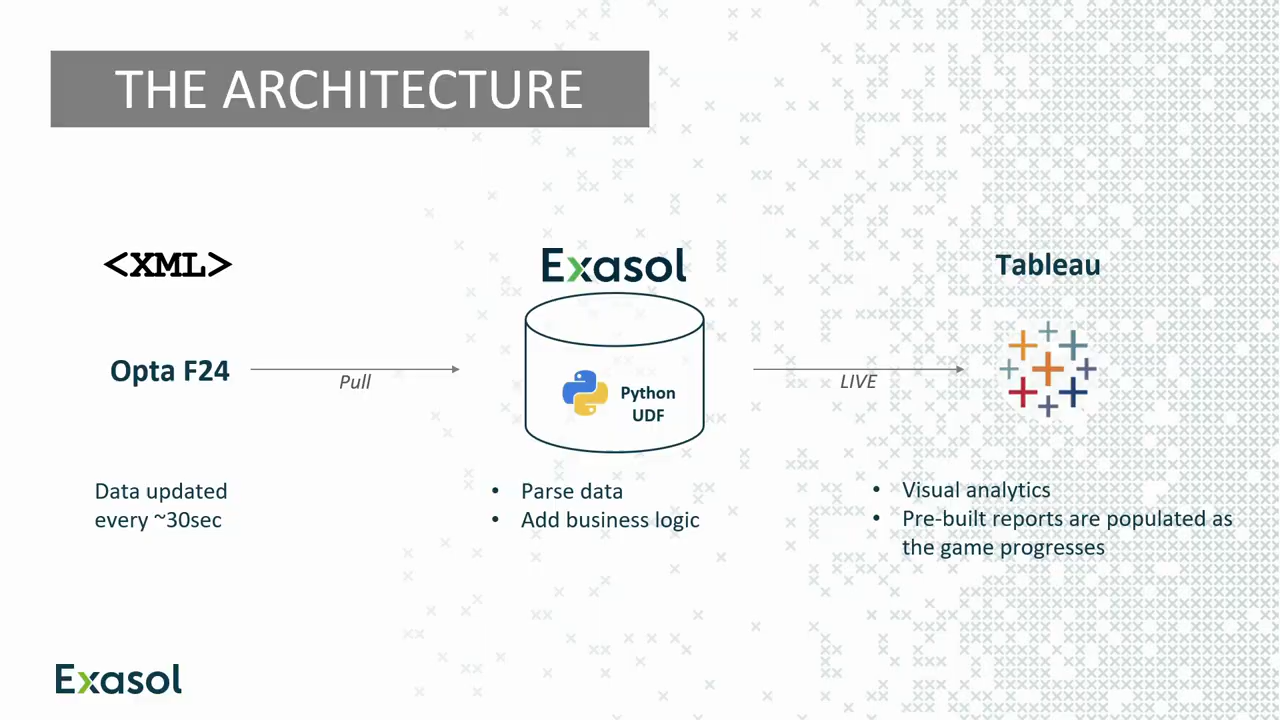 THE ARCHITECTURE
<XML>
Opta F24
Pull
Data updated
every ~30sec
Exasol
Python
UDF
• Parse data
• Add business logic
LIVE
Tableau
• Visual analytics
• Pre-built reports are populated as
the game progresses
Exasol